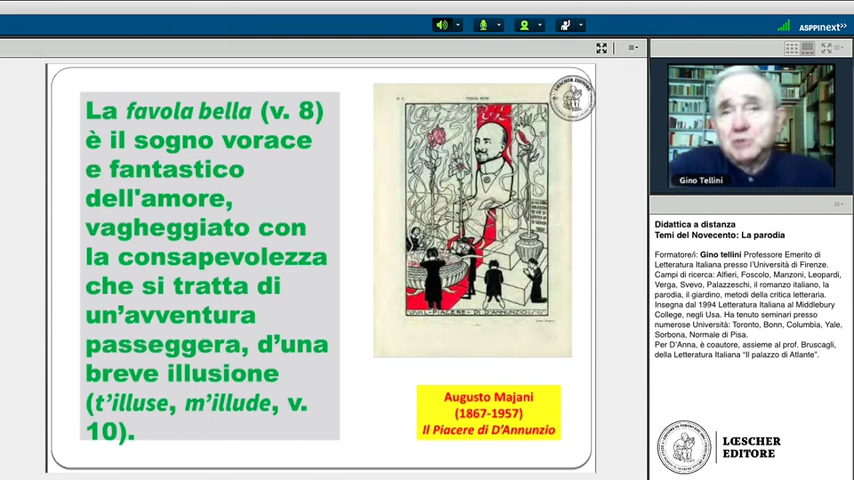 ASPPInext>>
La favola bella (v. 8)
è il sogno vorace
e fantastico
dell'amore,
vagheggiato con
la consapevolezza
che si tratta di
un'avventura
passeggera, d'una
breve illusione
(t'illuse, m'illude, v.
10).
LŒSCHER EDITORE
·IL·PIACERE·DI·D'ANNUNZIO
Augusto Majani
(1867-1957)
Il Piacere di D'Annunzio
Gino Tellini
Didattica a distanza
Temi del Novecento: La parodia
Formatore/i: Gino tellini Professore Emerito di
Letteratura Italiana presso l'Università di Firenze.
Campi di ricerca: Alfieri, Foscolo, Manzoni, Leopardi,
Verga, Svevo, Palazzeschi, il romanzo italiano, la
parodia, il giardino, metodi della critica letteraria.
Insegna dal 1994 Letteratura Italiana al Middlebury
College, negli Usa. Ha tenuto seminari presso
numerose Università: Toronto, Bonn, Columbia, Yale,
Sorbona, Normale di Pisa.
Per D'Anna, è coautore, assieme al prof. Bruscagli,
della Letteratura Italiana "Il palazzo di Atlante".
LŒSCHER
EDITORE